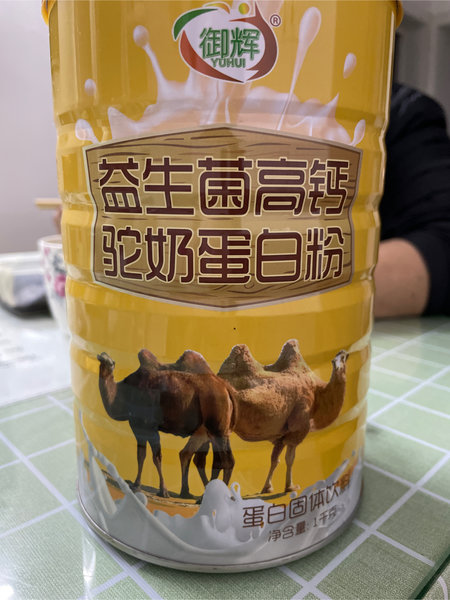 御辉®
YUHUI
益生菌高钙
驼奶蛋白粉
蛋白固体饮料
净含量:1千克